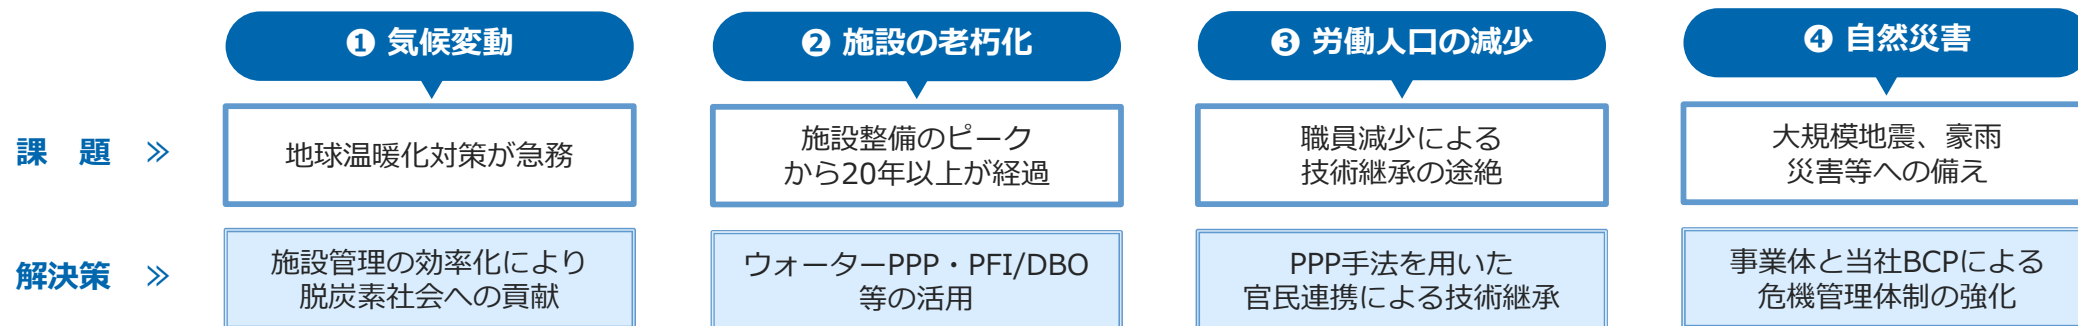 ❶ 気候変動
❷ 施設の老朽化
❸ 労働人口の減少
❹ 自然災害
課　題 ≫
地球温暖化対策が急務
施設整備のピーク
から20年以上が経過
職員減少による
技術継承の途絶
大規模地震、豪雨
災害等への備え
解決策 ≫
施設管理の効率化により
脱炭素社会への貢献
ウォーターPPP・PFI/DBO
等の活用
PPP手法を用いた
官民連携による技術継承
事業体と当社BCPによる
危機管理体制の強化